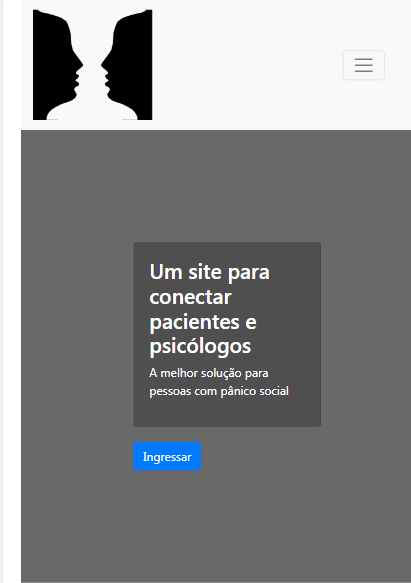 Um site para
conectar
pacientes e
psicólogos
A melhor solução para
pessoas com pânico social
Ingressar